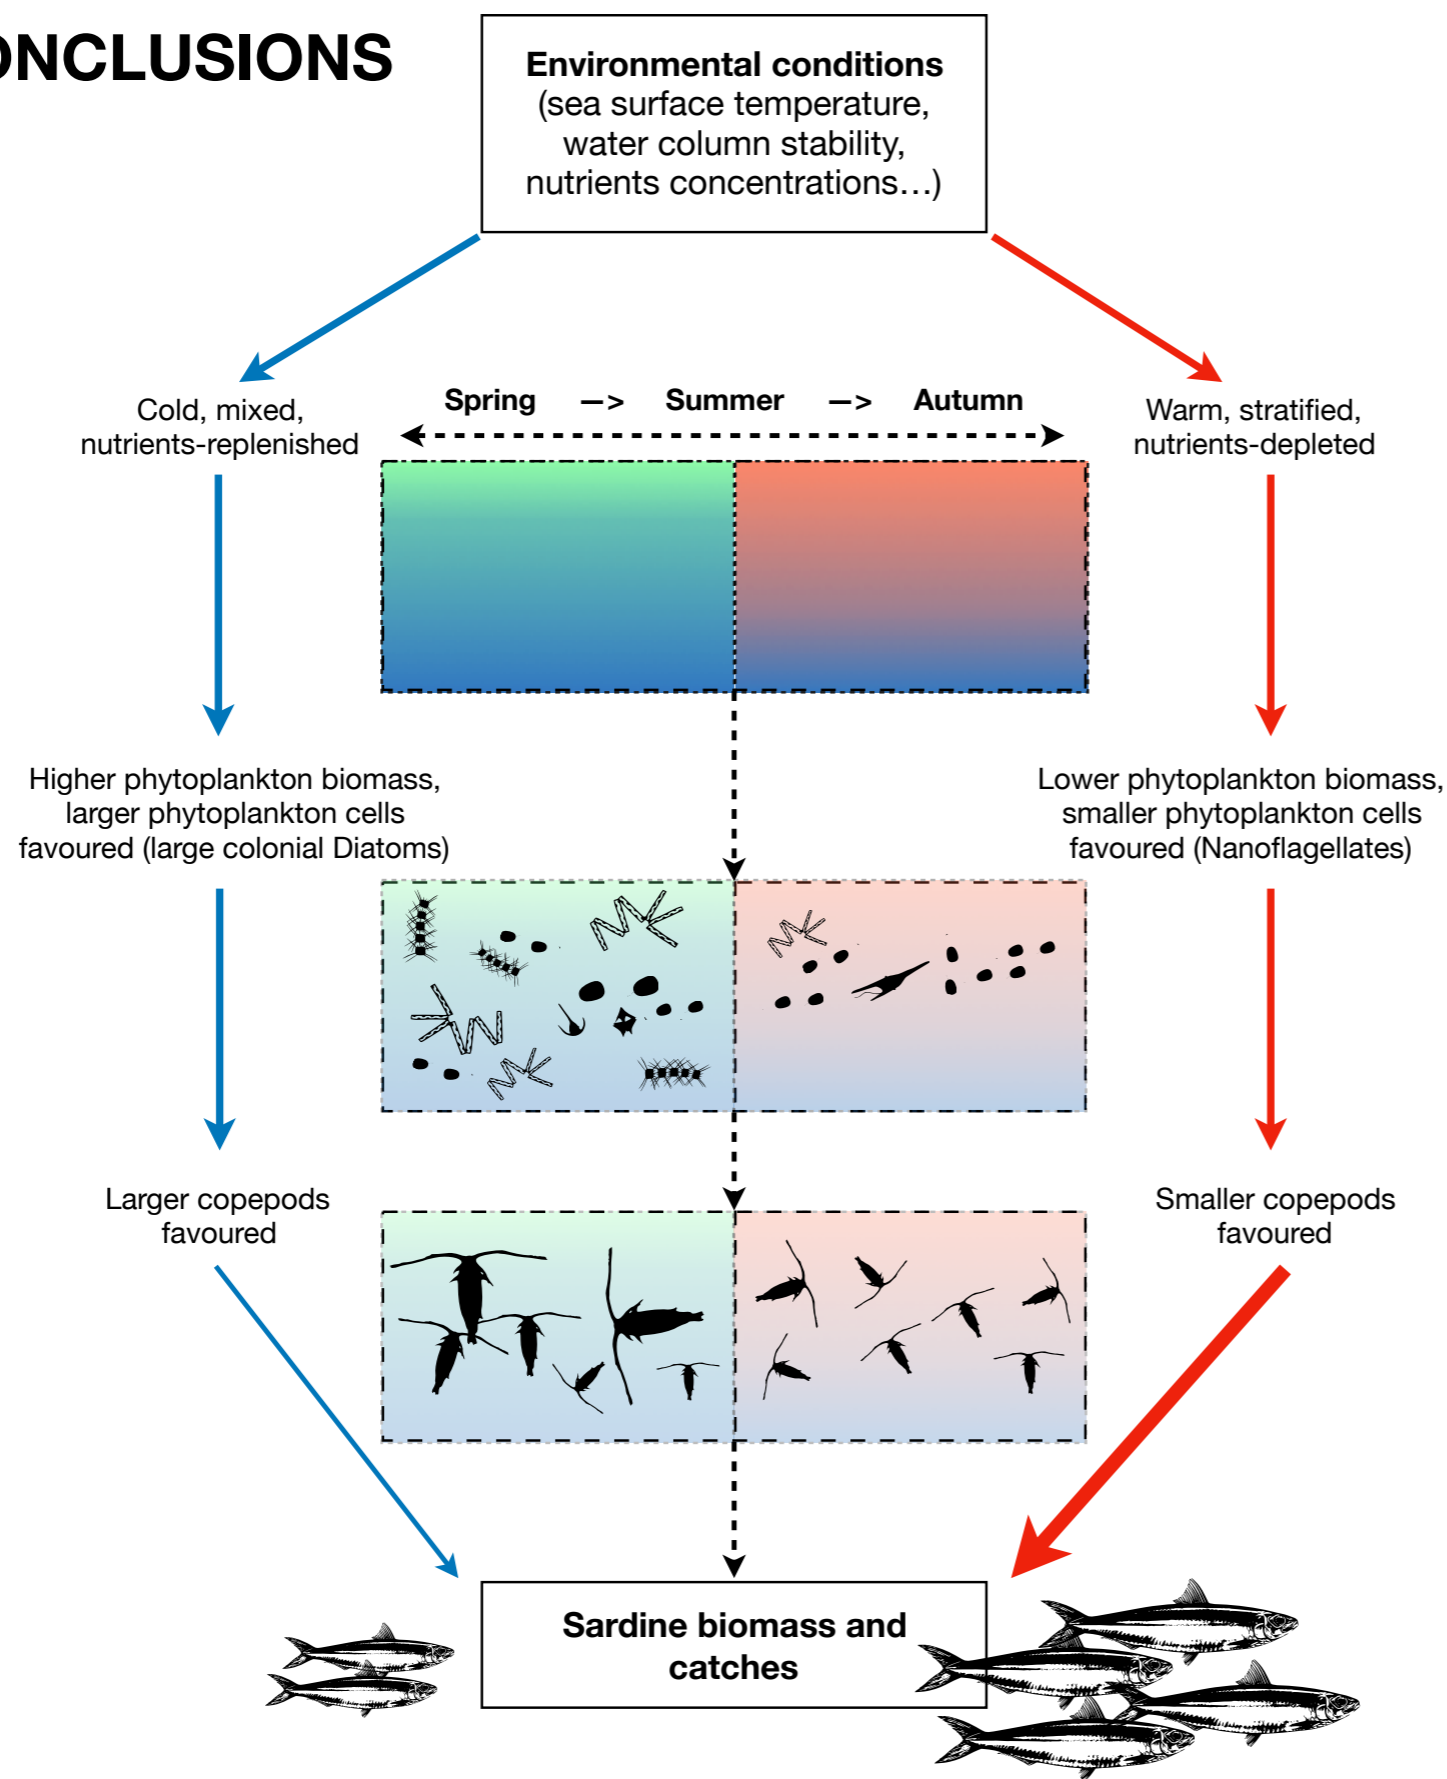 ONCLUSIONS
Environmental conditions
(sea surface temperature,
water column stability,
nutrients concentrations…)
Cold, mixed,
nutrients-replenished
Spring —> Summer —> Autumn
Warm, stratified,
nutrients-depleted
Higher phytoplankton biomass,
larger phytoplankton cells
favoured (large colonial Diatoms)
Lower phytoplankton biomass,
smaller phytoplankton cells
favoured (Nanoflagellates)
Larger copepods
favoured
Smaller copepods
favoured
Sardine biomass and
catches